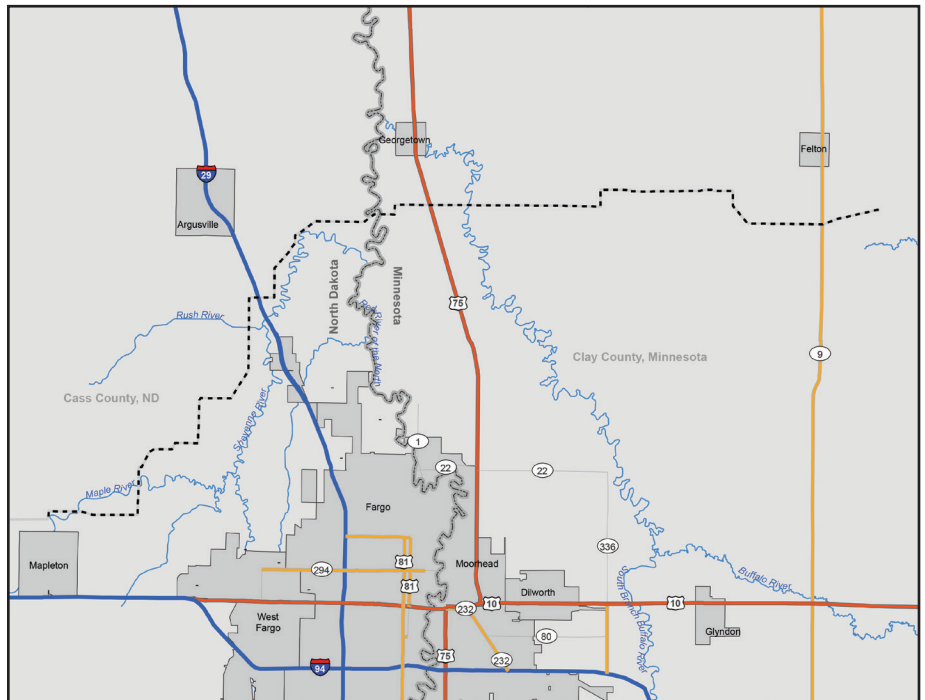 Georgetown
Felton
29
Argusville
North Dakota
Minnesota
75
Rush River
Red River of the North
9
Clay County, Minnesota
Cass County, ND
Sheyenne River
1
22
22
Maple River
Fargo
336
Mapleton
294
81
Moorhead
81
Dilworth
Buffalo River
South Branch Buffalo River
232
10
10
West
Fargo
80
Glyndon
75
232
94